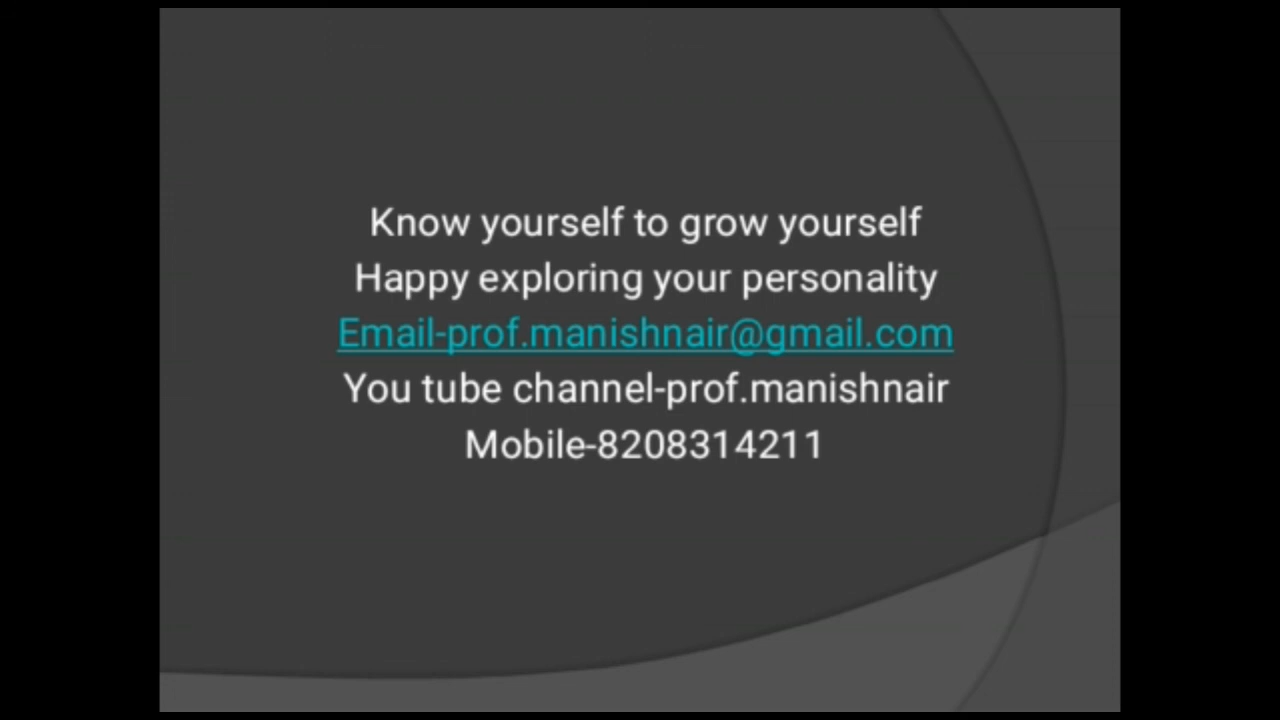 Know yourself to grow yourself
Happy exploring your personality
Email-prof.manishnair@gmail.com
You tube channel-prof.manishnair
Mobile-8208314211